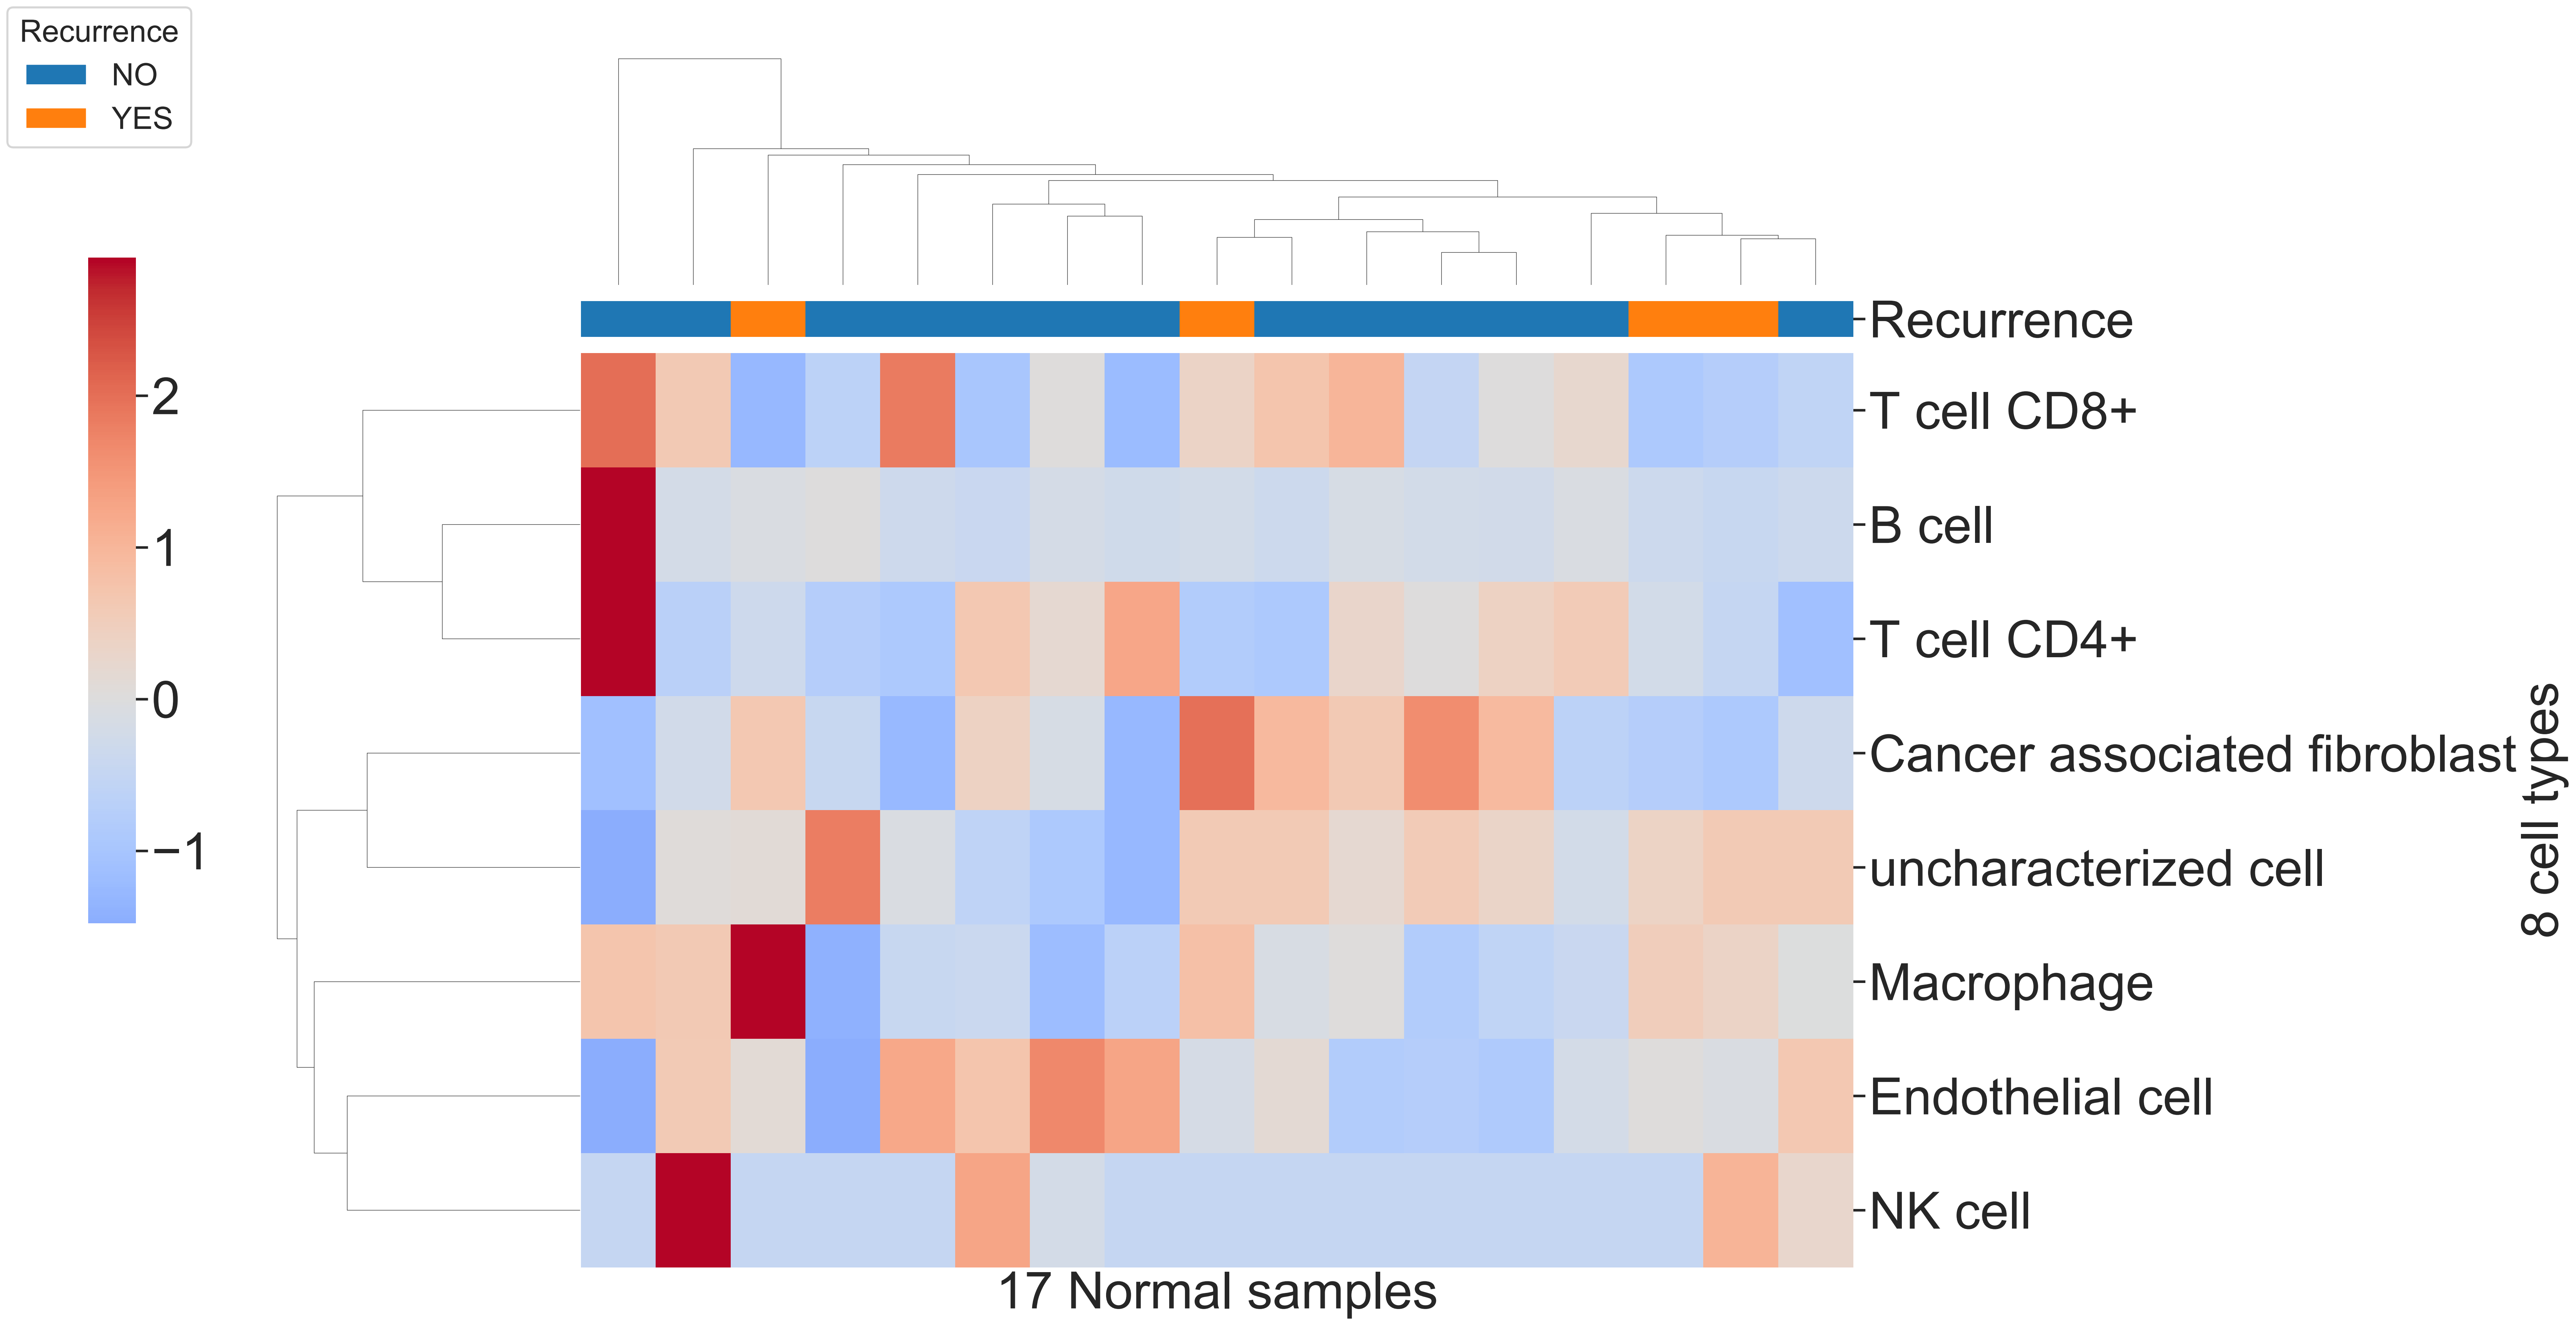 Recurrence
NO
YES
2
1
0
−1
Recurrence
T cell CD8+
B cell
T cell CD4+
Cancer associated fibroblast
uncharacterized cell
Macrophage
Endothelial cell
NK cell
8 cell types
17 Normal samples